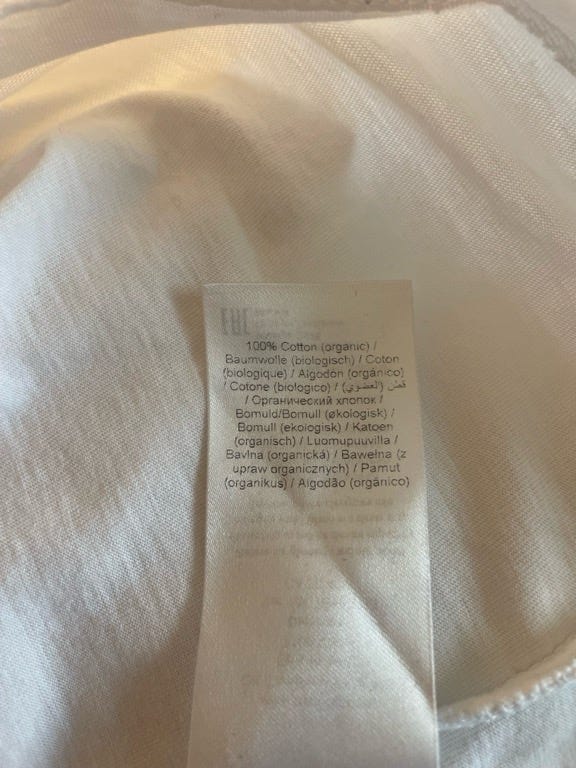 100% Cotton (organic) /
Baumwolle (biologisch) / Coton
(biologique) / Algodón (orgánico)
/ Cotone (biologico) / قطن (العضوي)
/ Органический хлопок /
Bomuld/Bomull (økologisk) /
Bomull (ekologisk) / Katoen
(organisch) / Luomupuuvilla /
Bavlna (organická) / Bawełna (z
upraw organicznych) / Pamut
(organikus) / Algodão (orgânico)